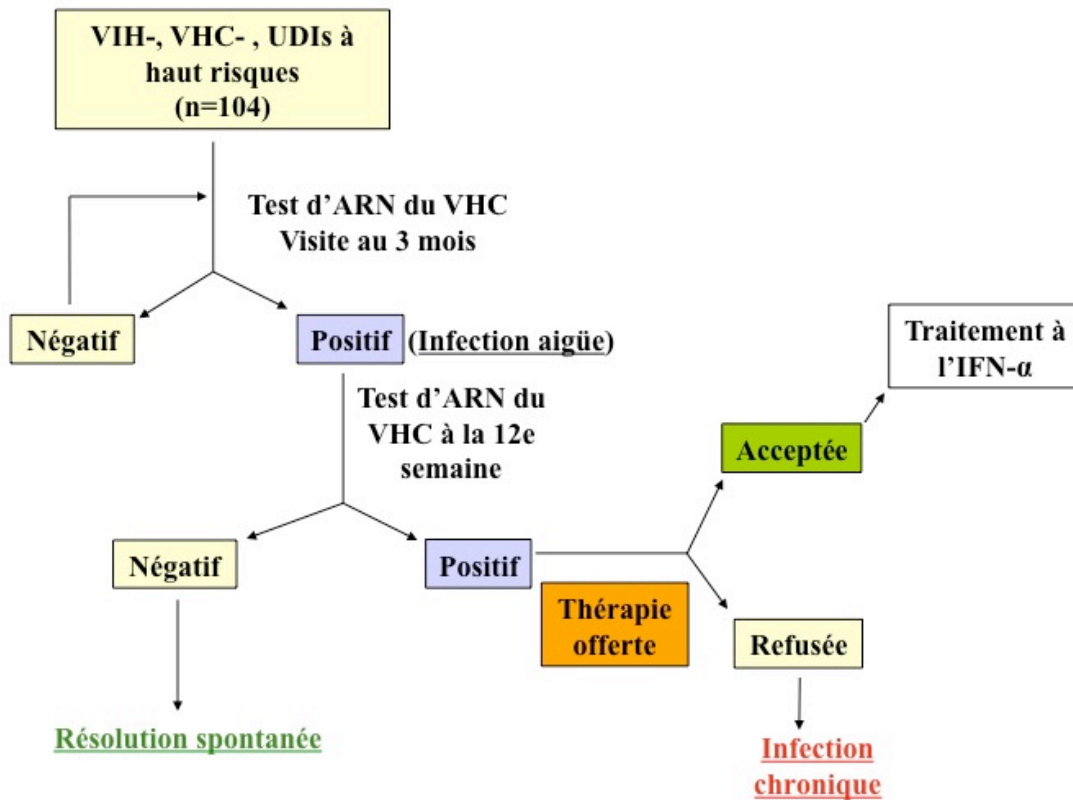 VIH-, VHC- , UDIs à
haut risques
(n=104)
Test d’ARN du VHC
Visite au 3 mois
Négatif
Positif
(Infection aigüe)
Traitement à
l’IFN-α
Test d’ARN du
VHC à la 12e
semaine
Acceptée
Négatif
Positif
Thérapie
offerte
Refusée
Résolution spontanée
Infection
chronique